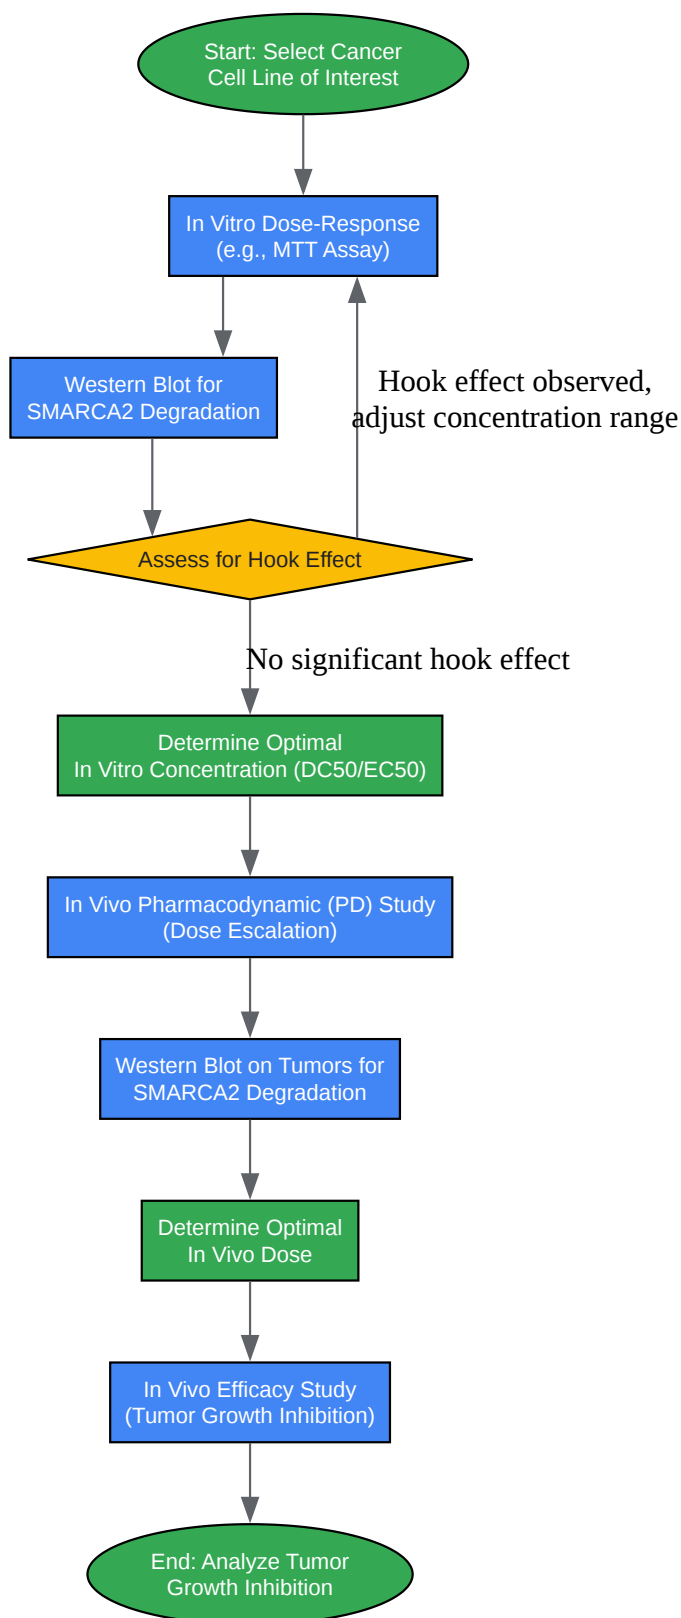 Start: Select Cancer
Cell Line of Interest
In Vitro Dose-Response
(e.g., MTT Assay)
Western Blot for
SMARCA2 Degradation
Hook effect observed,
adjust concentration range
Assess for Hook Effect
No significant hook effect
Determine Optimal
In Vitro Concentration (DC50/EC50)
In Vivo Pharmacodynamic (PD) Study
(Dose Escalation)
Western Blot on Tumors for
SMARCA2 Degradation
Determine Optimal
In Vivo Dose
In Vivo Efficacy Study
(Tumor Growth Inhibition)
End: Analyze Tumor
Growth Inhibition